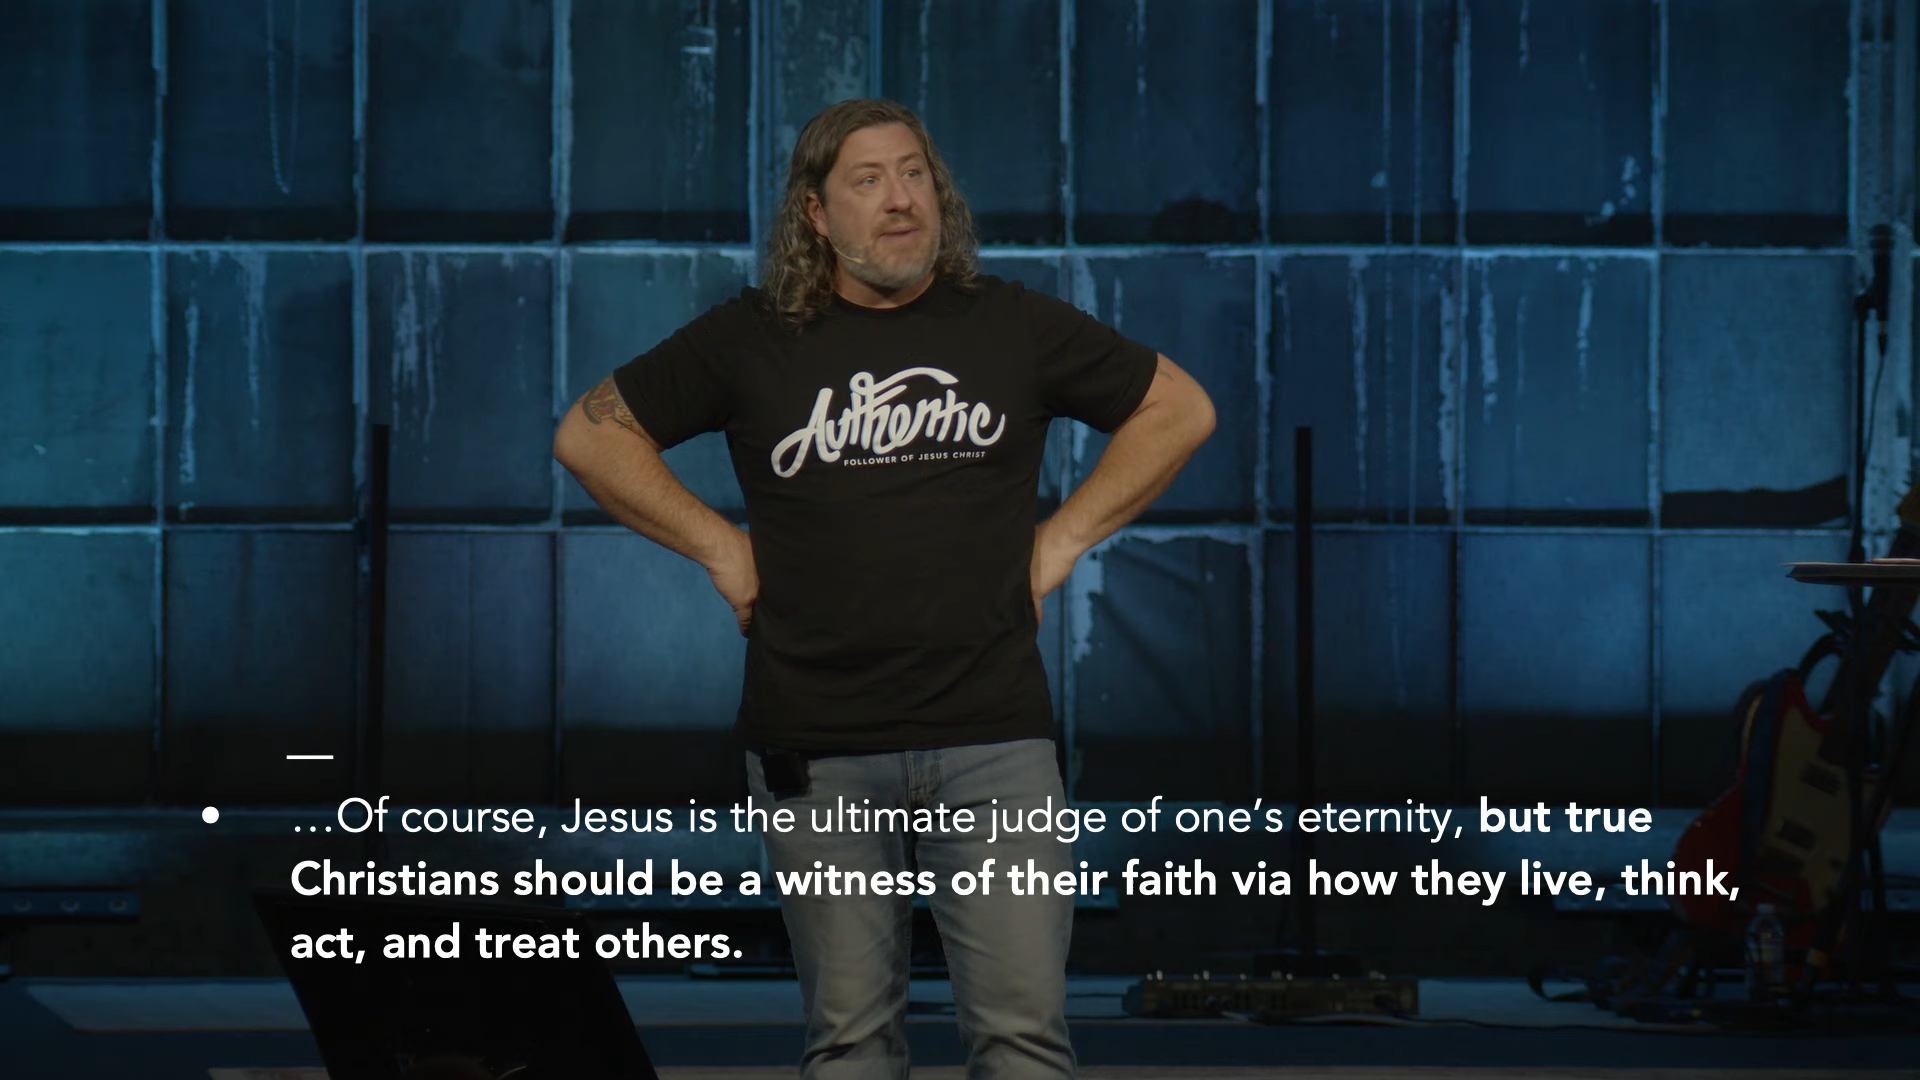 Authentic
FOLLOWER OF JESUS CHRIST
—
• …Of course, Jesus is the ultimate judge of one’s eternity, but true
Christians should be a witness of their faith via how they live, think,
act, and treat others.